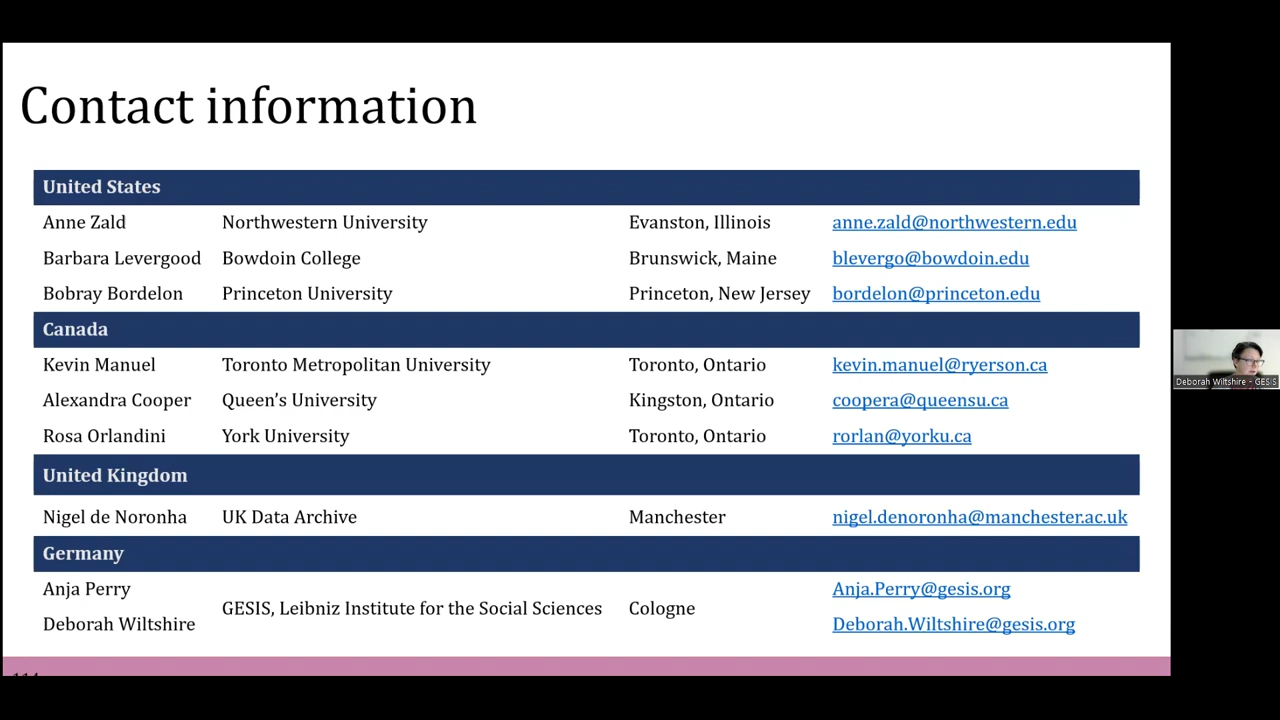 Contact information
United States
Anne Zald Northwestern University Evanston, Illinois anne.zald@northwestern.edu
Barbara Levergood Bowdoin College Brunswick, Maine blevergo@bowdoin.edu
Bobray Bordelon Princeton University Princeton, New Jersey bordelon@princeton.edu
Canada
Kevin Manuel Toronto Metropolitan University Toronto, Ontario kevin.manuel@ryerson.ca
Alexandra Cooper Queen’s University Kingston, Ontario coopera@queensu.ca
Rosa Orlandini York University Toronto, Ontario rorlan@yorku.ca
United Kingdom
Nigel de Noronha UK Data Archive Manchester nigel.denoronha@manchester.ac.uk
Germany
Anja Perry Anja.Perry@gesis.org
GESIS, Leibniz Institute for the Social Sciences Cologne
Deborah Wiltshire Deborah.Wiltshire@gesis.org
Deborah Wiltshire - GESIS